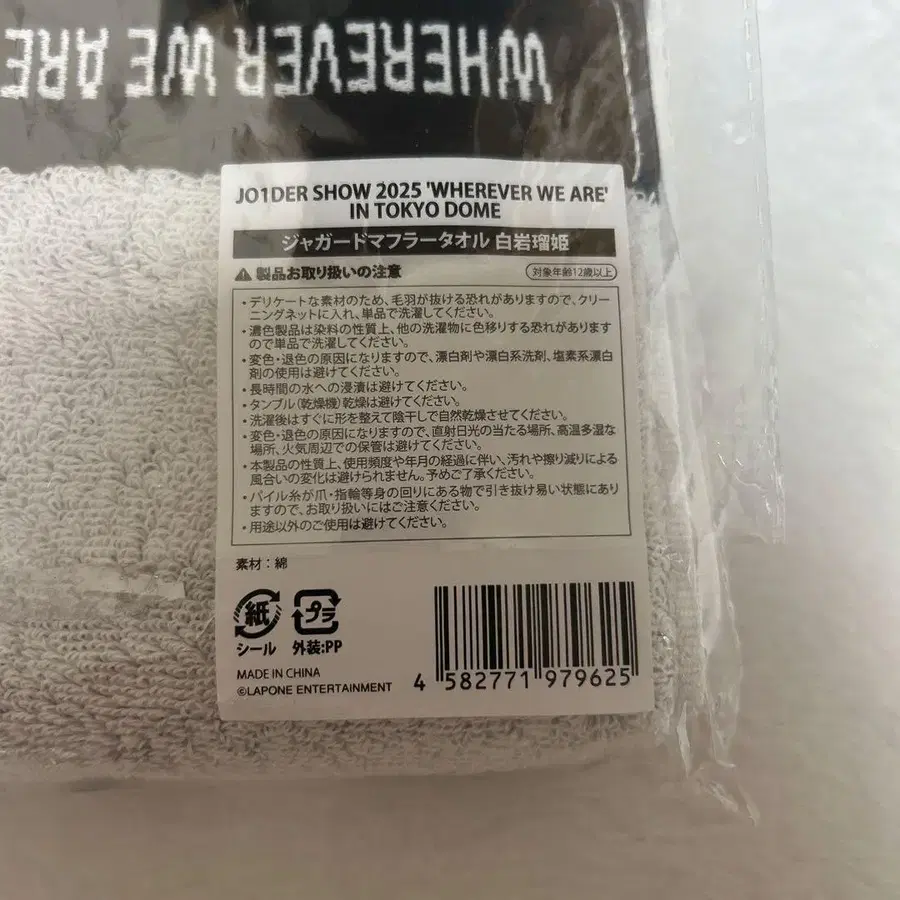 WHEREVER WE ARE
JO1DER SHOW 2025 'WHEREVER WE ARE'
IN TOKYO DOME
ジャガードマフラータオル 白岩瑠姫
製品お取り扱いの注意
対象年齢12歳以上
・デリケートな素材のため、毛羽が抜ける恐れがありますので、クリー
ニングネットに入れ、単品で洗濯してください。
・濃色製品は染料の性質上、他の洗濯物に色移りする恐れがあります
ので単品で洗濯してください。
・変色・退色の原因になりますので、漂白剤や漂白系洗剤、塩素系漂白
剤の使用は避けてください。
・長時間の水への浸漬は避けてください。
・タンブル(乾燥機)乾燥は避けてください。
・洗濯後はすぐに形を整えて陰干しで自然乾燥させてください。
・変色・退色の原因になりますので、直射日光の当たる場所、高温多湿な
場所、火気周辺での保管は避けてください。
・本製品の性質上、使用頻度や年月の経過に伴い、汚れや擦り減りによる
風合いの変化は避けられません。予めご了承ください。
・パイル糸が爪・指輪等身の回りにある物で引き抜け易い状態にあり
ますので、お取り扱いにはご注意ください。
・用途以外のご使用は避けてください。
素材：綿
紙
プラ
シール
外装:PP
MADE IN CHINA
©LAPONE ENTERTAINMENT
4 582771 979625